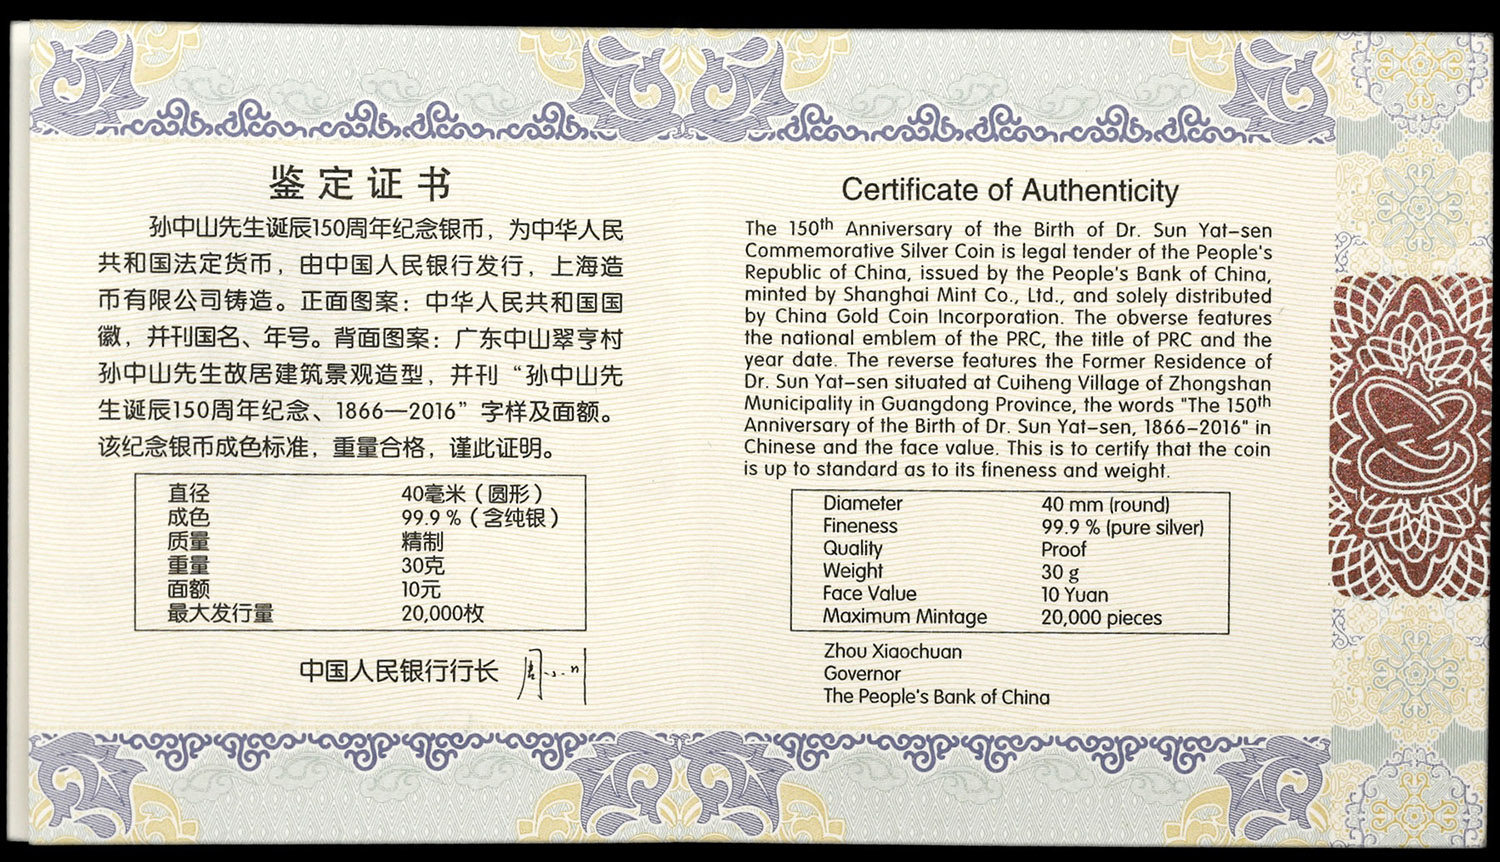 鉴定证书
孙中山先生诞辰150周年纪念银币，为中华人民
共和国法定货币，由中国人民银行发行，上海造
币有限公司铸造。正面图案：中华人民共和国国
徽，并刊国名、年号。背面图案：广东中山翠亨村
孙中山先生故居建筑景观造型，并刊“孙中山先
生诞辰150周年纪念、1866—2016”字样及面额。
该纪念银币成色标准，重量合格，谨此证明。
直径 40毫米（圆形）
成色 99.9 %（含纯银）
质量 精制
重量 30克
面额 10元
最大发行量 20,000枚
中国人民银行行长 周小川
Certificate of Authenticity
The 150th Anniversary of the Birth of Dr. Sun Yat–sen
Commemorative Silver Coin is legal tender of the People's
Republic of China, issued by the People's Bank of China,
minted by Shanghai Mint Co., Ltd., and solely distributed
by China Gold Coin Incorporation. The obverse features
the national emblem of the PRC, the title of PRC and the
year date. The reverse features the Former Residence of
Dr. Sun Yat–sen situated at Cuiheng Village of Zhongshan
Municipality in Guangdong Province, the words "The 150th
Anniversary of the Birth of Dr. Sun Yat–sen, 1866–2016" in
Chinese and the face value. This is to certify that the coin
is up to standard as to its fineness and weight.
Diameter 40 mm (round)
Fineness 99.9 % (pure silver)
Quality Proof
Weight 30 g
Face Value 10 Yuan
Maximum Mintage 20,000 pieces
Zhou Xiaochuan
Governor
The People's Bank of China